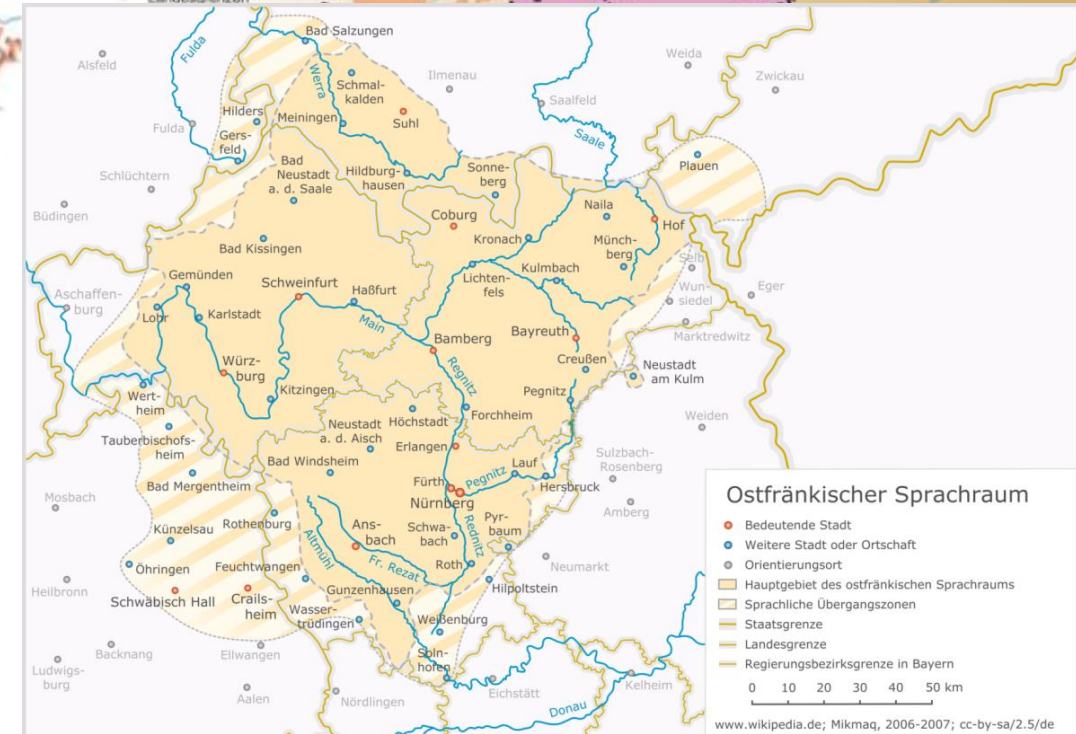 Bad Salzungen
Fulda
Alsfeld
Werra
Schmal-
kalden
Ilmenau
Weida
Zwickau
Saalfeld
Hilders
Meiningen
Suhl
Fulda
Gers-
feld
Saale
Plauen
Schlüchtern
Bad
Neustadt
a. d. Saale
Hildburg-
hausen
Sonne-
berg
Büdingen
Coburg
Naila
Hof
Bad Kissingen
Kronach
Münch-
berg
Selb
Gemünden
Schweinfurt
Haßfurt
Lichten-
fels
Kulmbach
Wun-
siedel
Eger
Aschaffen-
burg
Lohr
Karlstadt
Main
Bamberg
Bayreuth
Marktredwitz
Würz-
burg
Regnitz
Creußen
Neustadt
am Kulm
Wert-
heim
Kitzingen
Höchstadt
Forchheim
Pegnitz
Weiden
Tauberbischofs-
heim
Neustadt
a. d. Aisch
Erlangen
Bad Windsheim
Lauf
Sulzbach-
Rosenberg
Bad Mergentheim
Fürth
Pegnitz
Hersbruck
Nürnberg
Amberg
Mosbach
Künzelsau
Rothenburg
Ans-
bach
Schwa-
bach
Rednitz
Pyr-
baum
Altmühl
Fr. Rezat
Roth
Neumarkt
Öhringen
Feuchtwangen
Heilbronn
Schwäbisch Hall
Crails-
heim
Gunzenhausen
Hilpoltstein
Wasser-
trüdingen
Weißenburg
Backnang
Ellwangen
Soln-
hofen
Ludwigs-
burg
Aalen
Nördlingen
Eichstätt
Kelheim
Donau
Ostfränkischer Sprachraum
Bedeutende Stadt
Weitere Stadt oder Ortschaft
Orientierungsort
Hauptgebiet des ostfränkischen Sprachraums
Sprachliche Übergangszonen
Staatsgrenze
Landesgrenze
Regierungsbezirksgrenze in Bayern
0 10 20 30 40 50 km
www.wikipedia.de; Mikmaq, 2006-2007; cc-by-sa/2.5/de